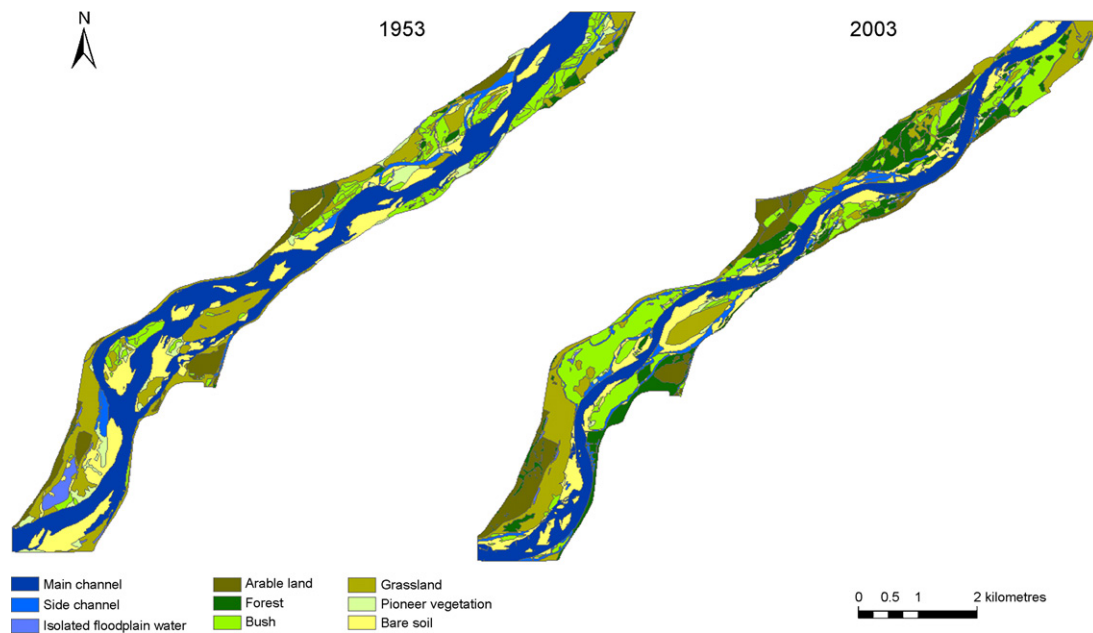 N
1953
2003
Main channel
Side channel
Isolated floodplain water
Arable land
Forest
Bush
Grassland
Pioneer vegetation
Bare soil
0 0.5 1 2 kilometres